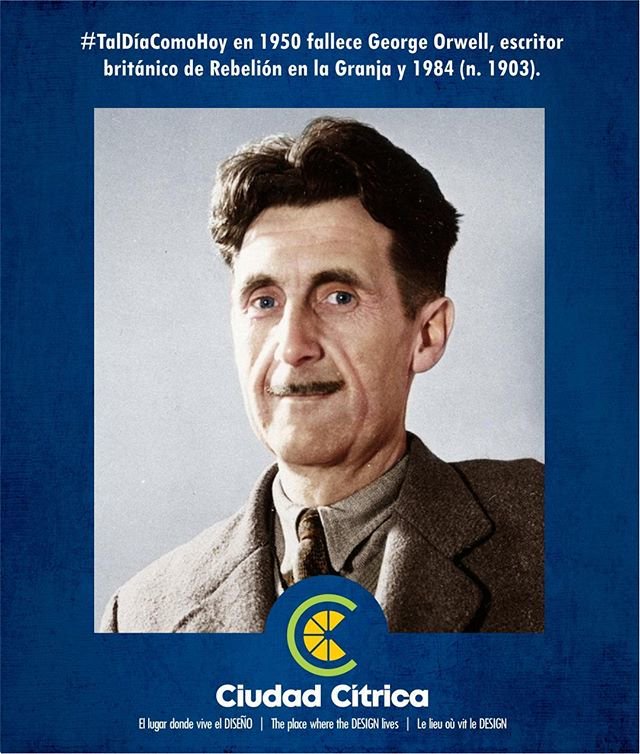 #TalDíaComoHoy en 1950 fallece George Orwell, escritor
británico de Rebelión en la Granja y 1984 (n. 1903).
Ciudad Cítrica
El lugar donde vive el DISEÑO | The place where the DESIGN lives | Le lieu où vit le DESIGN